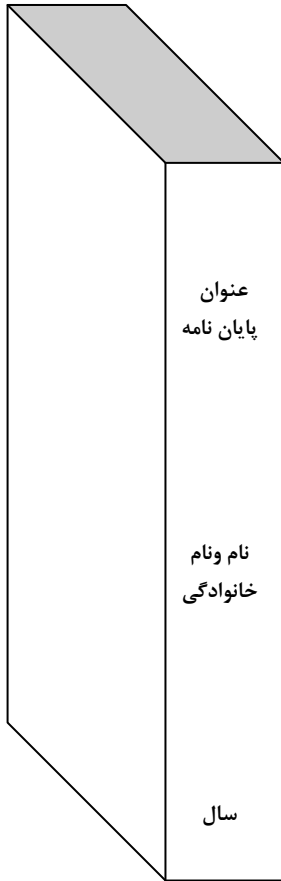 عنوان
پایان نامه
نام ونام
خانوادگی
سال